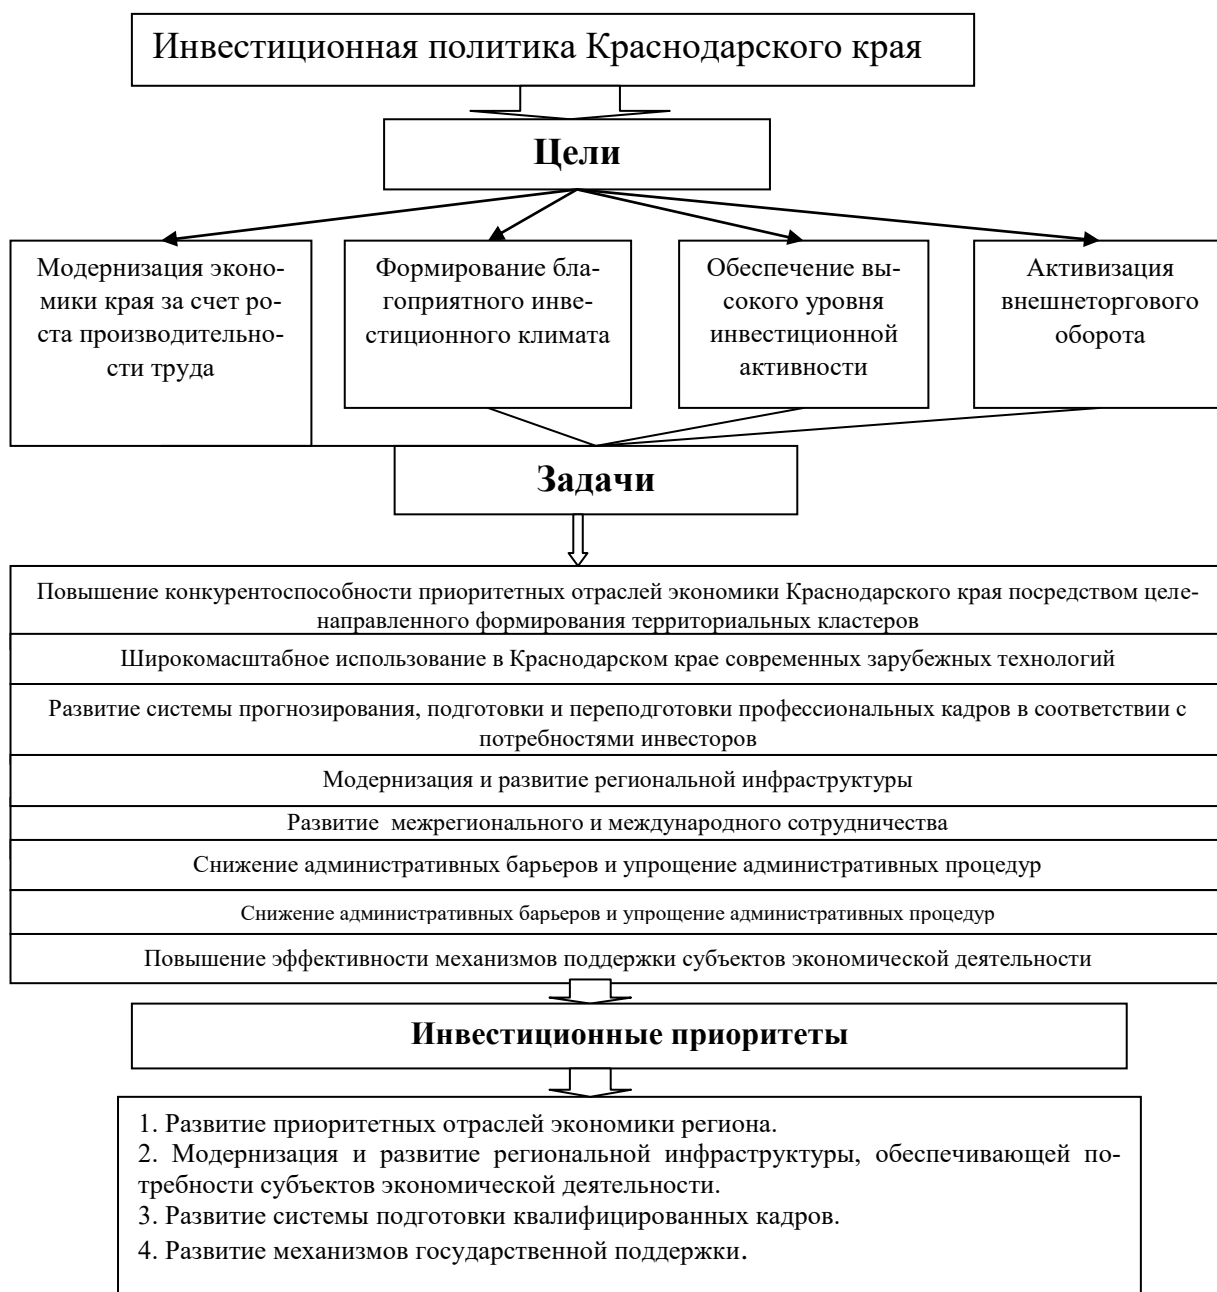 Инвестиционная политика Краснодарского края
Цели
Модернизация эконо-
мики края за счет ро-
ста производительно-
сти труда
Формирование бла-
гоприятного инве-
стиционного климата
Обеспечение вы-
сокого уровня
инвестиционной
активности
Активизация
внешнеторгового
оборота
Задачи
Повышение конкурентоспособности приоритетных отраслей экономики Краснодарского края посредством целе-
направленного формирования территориальных кластеров
Широкомасштабное использование в Краснодарском крае современных зарубежных технологий
Развитие системы прогнозирования, подготовки и переподготовки профессиональных кадров в соответствии с
потребностями инвесторов
Модернизация и развитие региональной инфраструктуры
Развитие межрегионального и международного сотрудничества
Снижение административных барьеров и упрощение административных процедур
Снижение административных барьеров и упрощение административных процедур
Повышение эффективности механизмов поддержки субъектов экономической деятельности
Инвестиционные приоритеты
1. Развитие приоритетных отраслей экономики региона.
2. Модернизация и развитие региональной инфраструктуры, обеспечивающей по-
требности субъектов экономической деятельности.
3. Развитие системы подготовки квалифицированных кадров.
4. Развитие механизмов государственной поддержки.